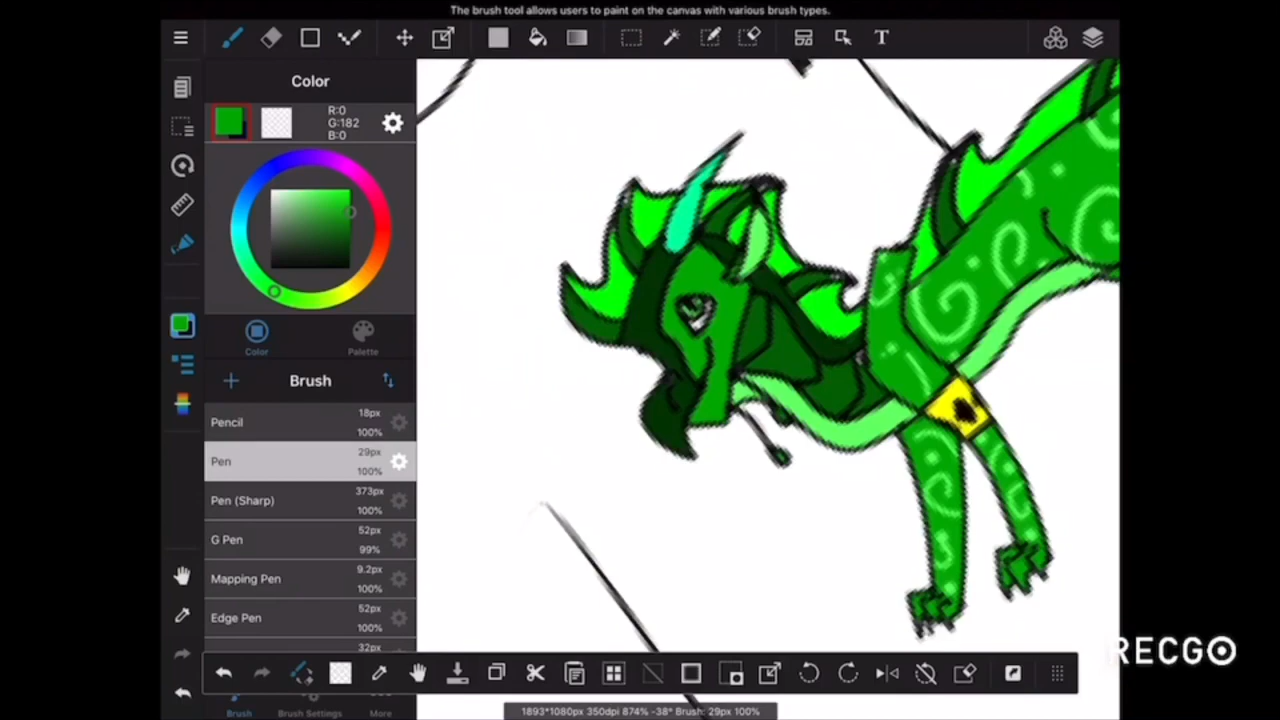 The brush tool allows users to paint on the canvas with various brush types.
T
Color
R:0
G:182
B:0
Color
Palette
Brush
18px
Pencil
100%
29px
Pen
100%
373px
Pen (Sharp)
100%
52px
G Pen
99%
9.2px
Mapping Pen
100%
52px
Edge Pen
100%
32px
RECGO
Brush
Brush Settings
More
1893*1080px 350dpi 874% -38° Brush: 29px 100%